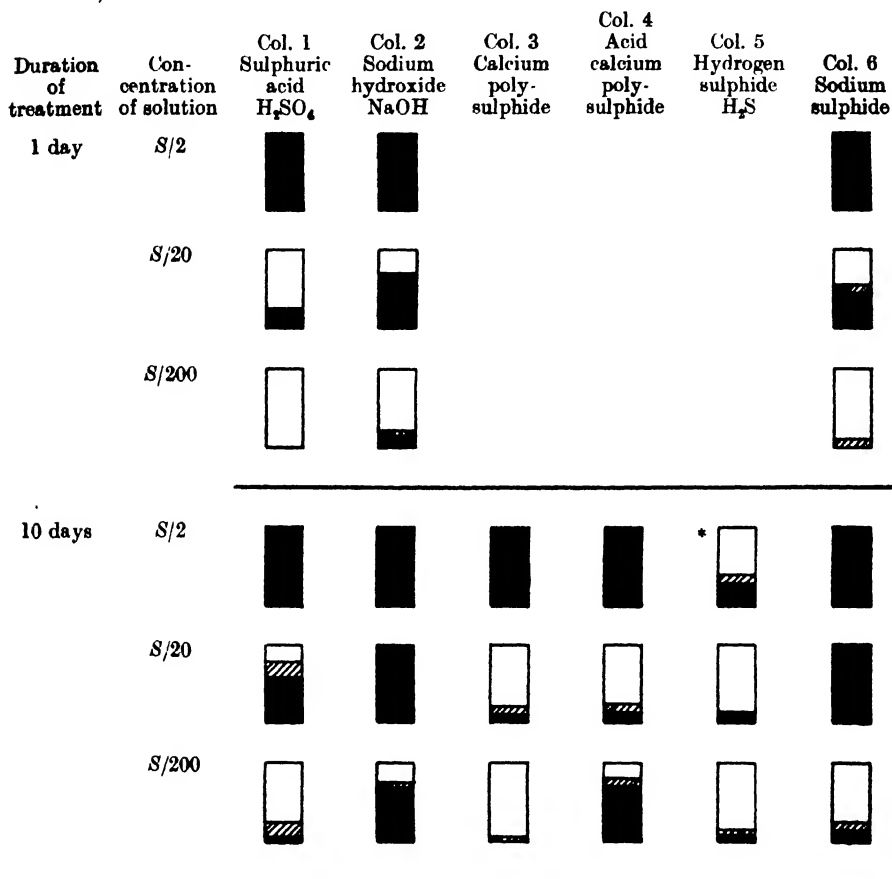 Duration of treatment
Con-centration of solution
Col. 1 Sulphuric acid H₂SO₄
Col. 2 Sodium hydroxide NaOH
Col. 3 Calcium poly-sulphide
Col. 4 Acid calcium poly-sulphide
Col. 5 Hydrogen sulphide H₂S
Col. 6 Sodium sulphide
1 day S/2
S/20
S/200
10 days S/2 *
S/20
S/200